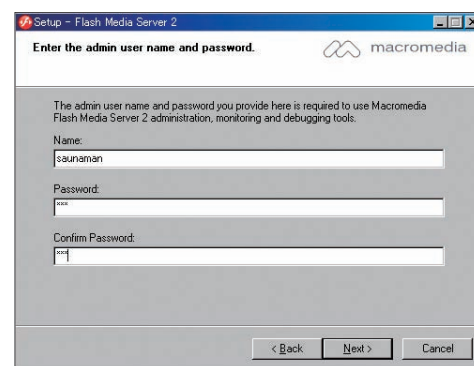 Setup - Flash Media Server 2
Enter the admin user name and password.
macromedia
The admin user name and password you provide here is required to use Macromedia
Flash Media Server 2 administration, monitoring and debugging tools.
Name:
saunaman
Password:
***
Confirm Password:
***
< Back
Next >
Cancel